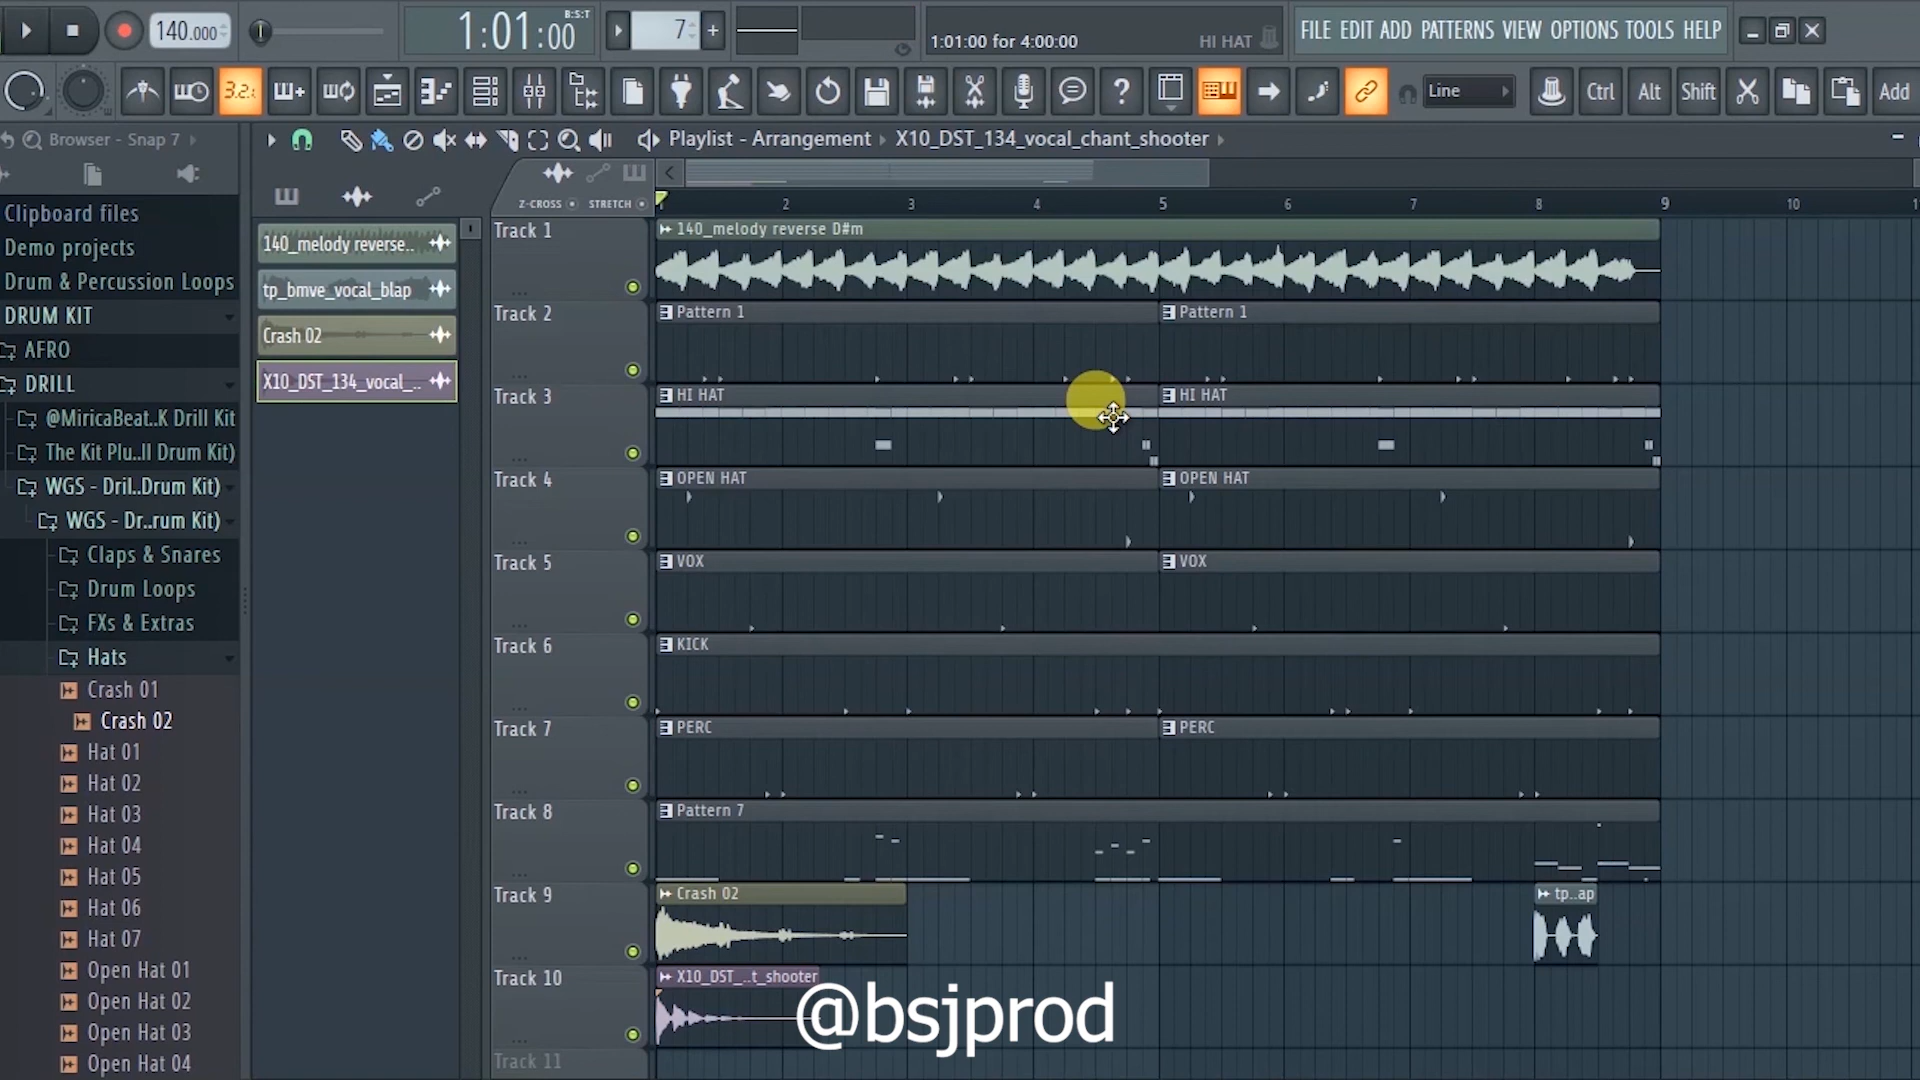 140.000
1:01:00
B:S:T
7
1:01:00 for 4:00:00
HI HAT
FILE EDIT ADD PATTERNS VIEW OPTIONS TOOLS HELP
3.2.
Line
Ctrl
Alt
Shift
Add
Browser - Snap 7
Playlist - Arrangement
X10_DST_134_vocal_chant_shooter
Z-CROSS
STRETCH
2 3 4 5 6 7 8 9 10
Clipboard files
Demo projects
Drum & Percussion Loops
DRUM KIT
AFRO
DRILL
@MiricaBeat..K Drill Kit
The Kit Plu..ll Drum Kit)
WGS - Dril..Drum Kit)
WGS - Dr..rum Kit)
Claps & Snares
Drum Loops
FXs & Extras
Hats
Crash 01
Crash 02
Hat 01
Hat 02
Hat 03
Hat 04
Hat 05
Hat 06
Hat 07
Open Hat 01
Open Hat 02
Open Hat 03
Open Hat 04
140_melody reverse..
tp_bmve_vocal_blap
Crash 02
X10_DST_134_vocal_..
Track 1
140_melody reverse D#m
Track 2
Pattern 1
Pattern 1
Track 3
HI HAT
HI HAT
Track 4
OPEN HAT
OPEN HAT
Track 5
VOX
VOX
Track 6
KICK
Track 7
PERC
PERC
Track 8
Pattern 7
Track 9
Crash 02
tp..ap
Track 10
X10_DST_..t_shooter
Track 11
@bsjprod